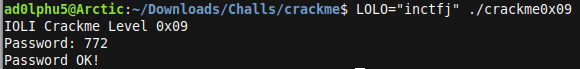 ad0lphu5@Arctic:~/Downloads/Challs/crackme$ LOLO="inctfj" ./crackme0x09
IOLI Crackme Level 0x09
Password: 772
Password OK!